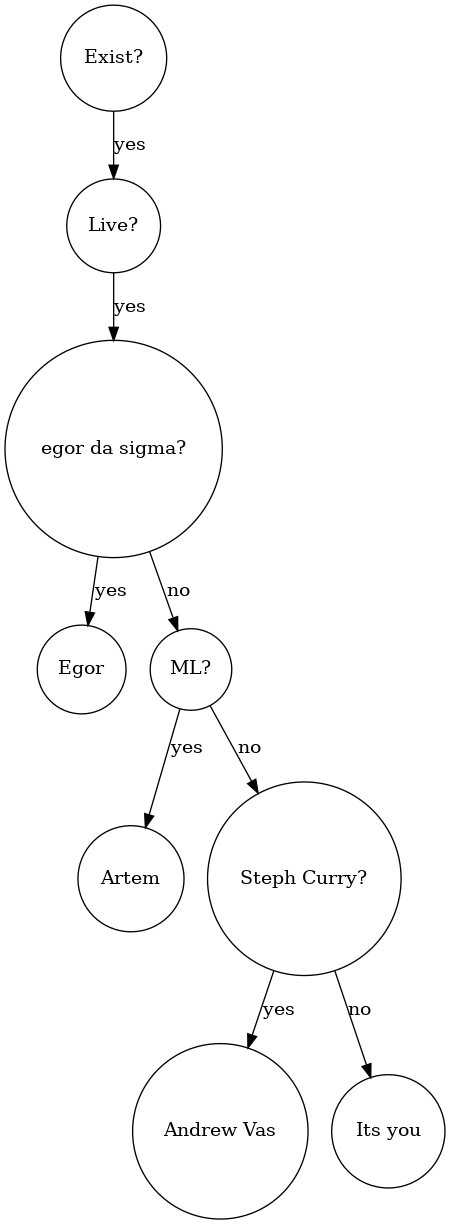 Exist?
yes
Live?
yes
egor da sigma?
yes
no
Egor
ML?
yes
no
Artem
Steph Curry?
yes
no
Andrew Vas
Its you